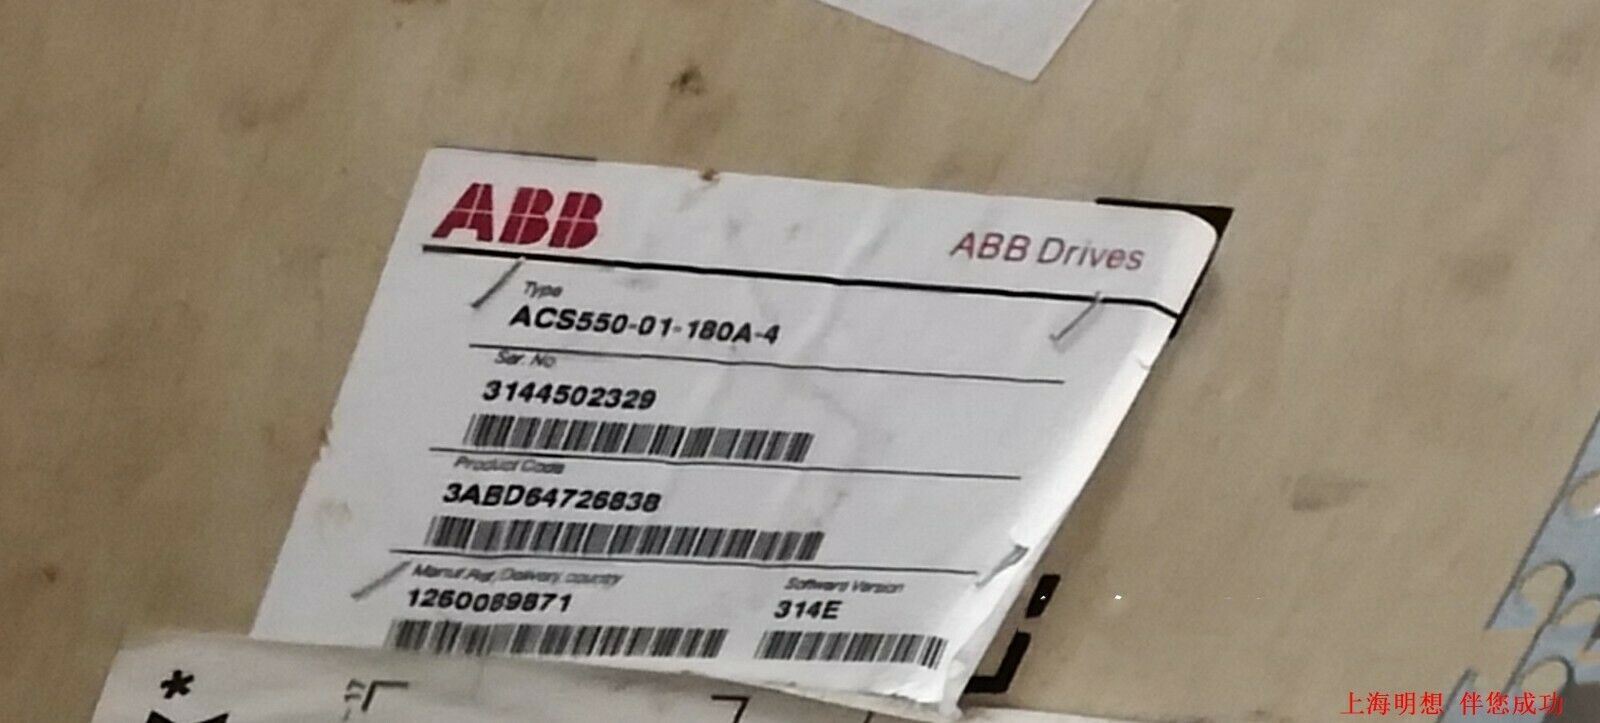 ABB
ABB Drives
Type
ACS550-01-180A-4
Ser. No
3144502329
Product Code
3ABD64726838
Manuf. Ref./Delivery, country
1260089871
Software Version
314E
*
上海明想 伴您成功